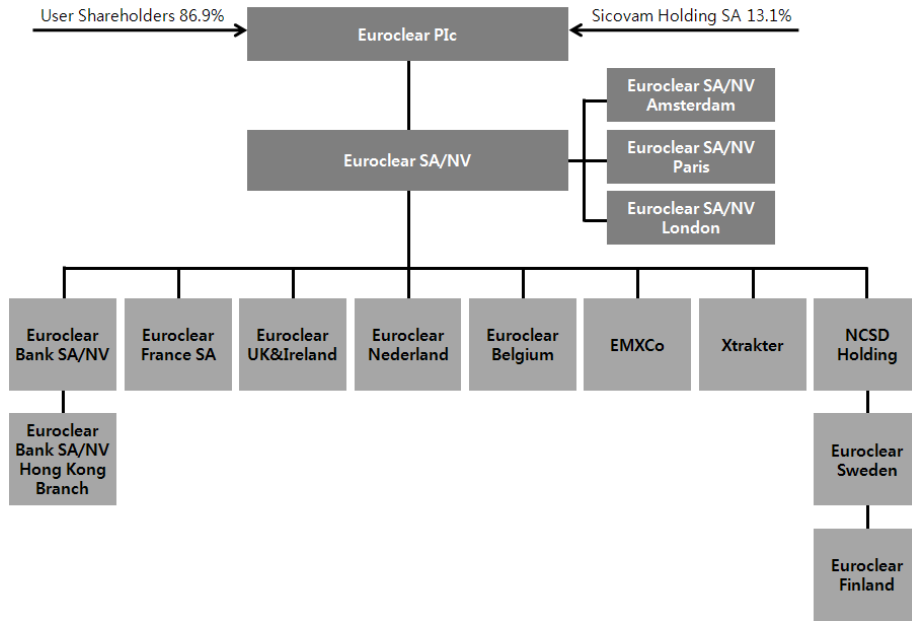 User Shareholders 86.9%
Sicovam Holding SA 13.1%
Euroclear PIc
Euroclear SA/NV
Amsterdam
Euroclear SA/NV
Euroclear SA/NV
Paris
Euroclear SA/NV
London
Euroclear
Bank SA/NV
Euroclear
France SA
Euroclear
UK&Ireland
Euroclear
Nederland
Euroclear
Belgium
EMXCo
Xtrakter
NCSD
Holding
Euroclear
Bank SA/NV
Hong Kong
Branch
Euroclear
Sweden
Euroclear
Finland